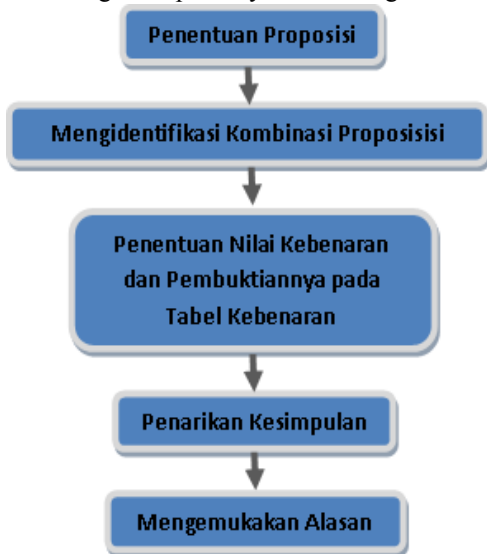 Penentuan Proposisi
Mengidentifikasi Kombinasi Proposisisi
Penentuan Nilai Kebenaran
dan Pembuktiannya pada
Tabel Kebenaran
Penarikan Kesimpulan
Mengemukakan Alasan